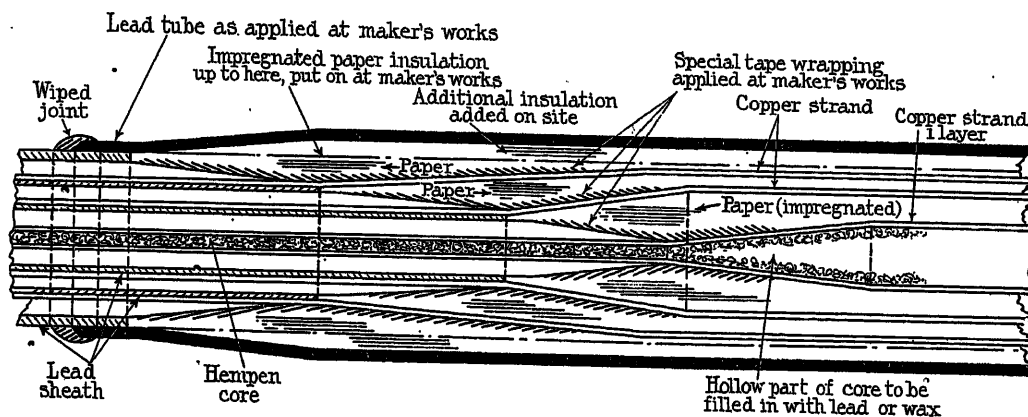 Lead tube as applied at maker's works
Impregnated paper insulation
up to here, put on at maker's works
Special tape wrapping
applied at maker's works
Wiped
joint
Additional insulation
added on site
Copper strand
Copper strand
1 layer
Paper
Paper
Paper (impregnated)
Lead
sheath
Hempen
core
Hollow part of core to be
filled in with lead or wax